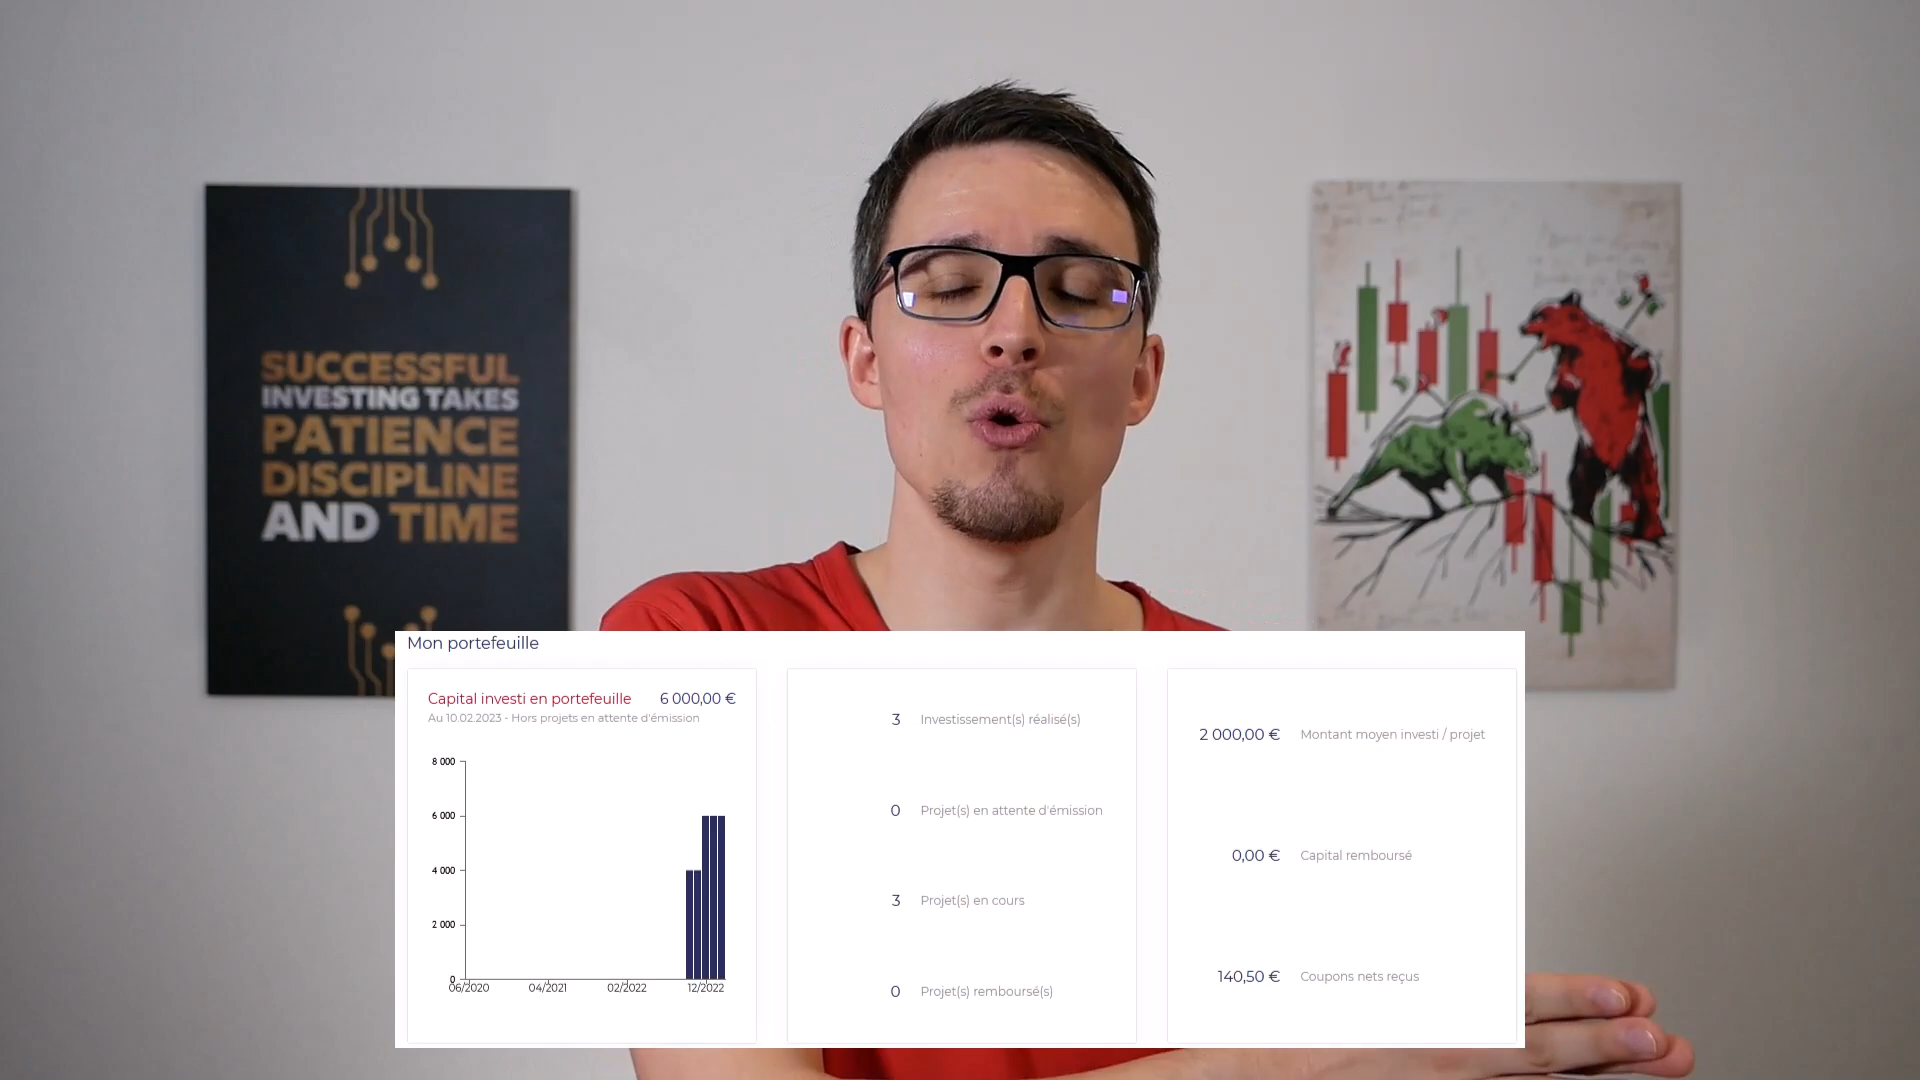 SUCCESSFUL
INVESTING TAKES
PATIENCE
DISCIPLINE
AND TIME
Mon portefeuille
Capital investi en portefeuille 6 000,00 €
Au 10.02.2023 - Hors projets en attente d'émission
8 000
6 000
4 000
2 000
0
06/2020 04/2021 02/2022 12/2022
3 Investissement(s) réalisé(s)
0 Projet(s) en attente d'émission
3 Projet(s) en cours
0 Projet(s) remboursé(s)
2 000,00 € Montant moyen investi / projet
0,00 € Capital remboursé
140,50 € Coupons nets reçus